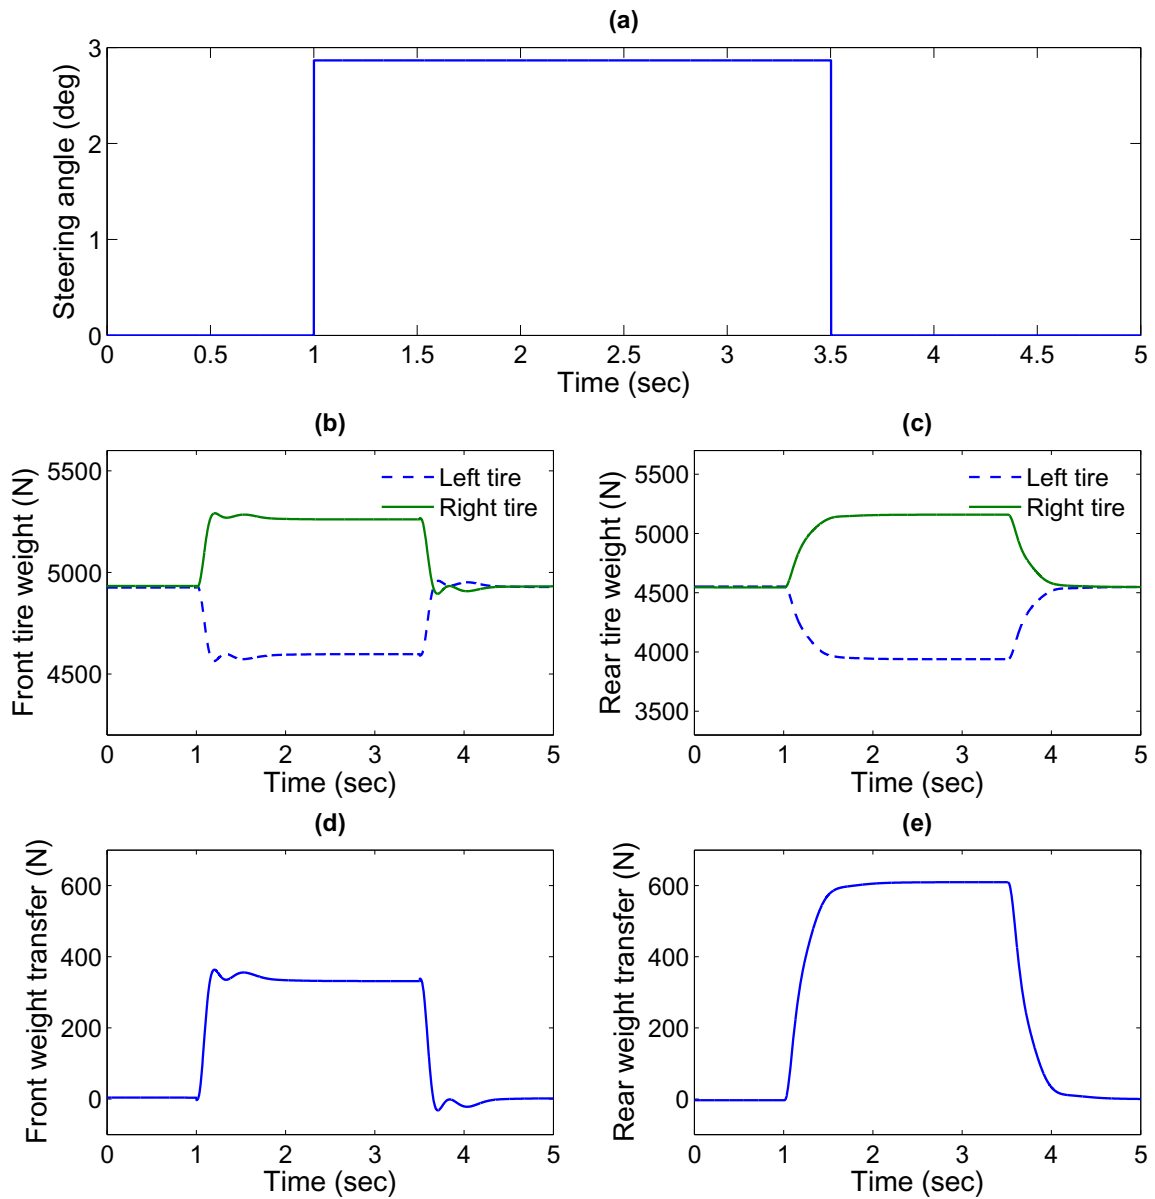 (a)
Steering angle (deg)
3
2
1
0
0 0.5 1 1.5 2 2.5 3 3.5 4 4.5 5
Time (sec)
(b)
Front tire weight (N)
5500
5000
4500
Left tire
Right tire
0 1 2 3 4 5
Time (sec)
(c)
Rear tire weight (N)
5500
5000
4500
4000
3500
Left tire
Right tire
0 1 2 3 4 5
Time (sec)
(d)
Front weight transfer (N)
600
400
200
0
0 1 2 3 4 5
Time (sec)
(e)
Rear weight transfer (N)
600
400
200
0
0 1 2 3 4 5
Time (sec)